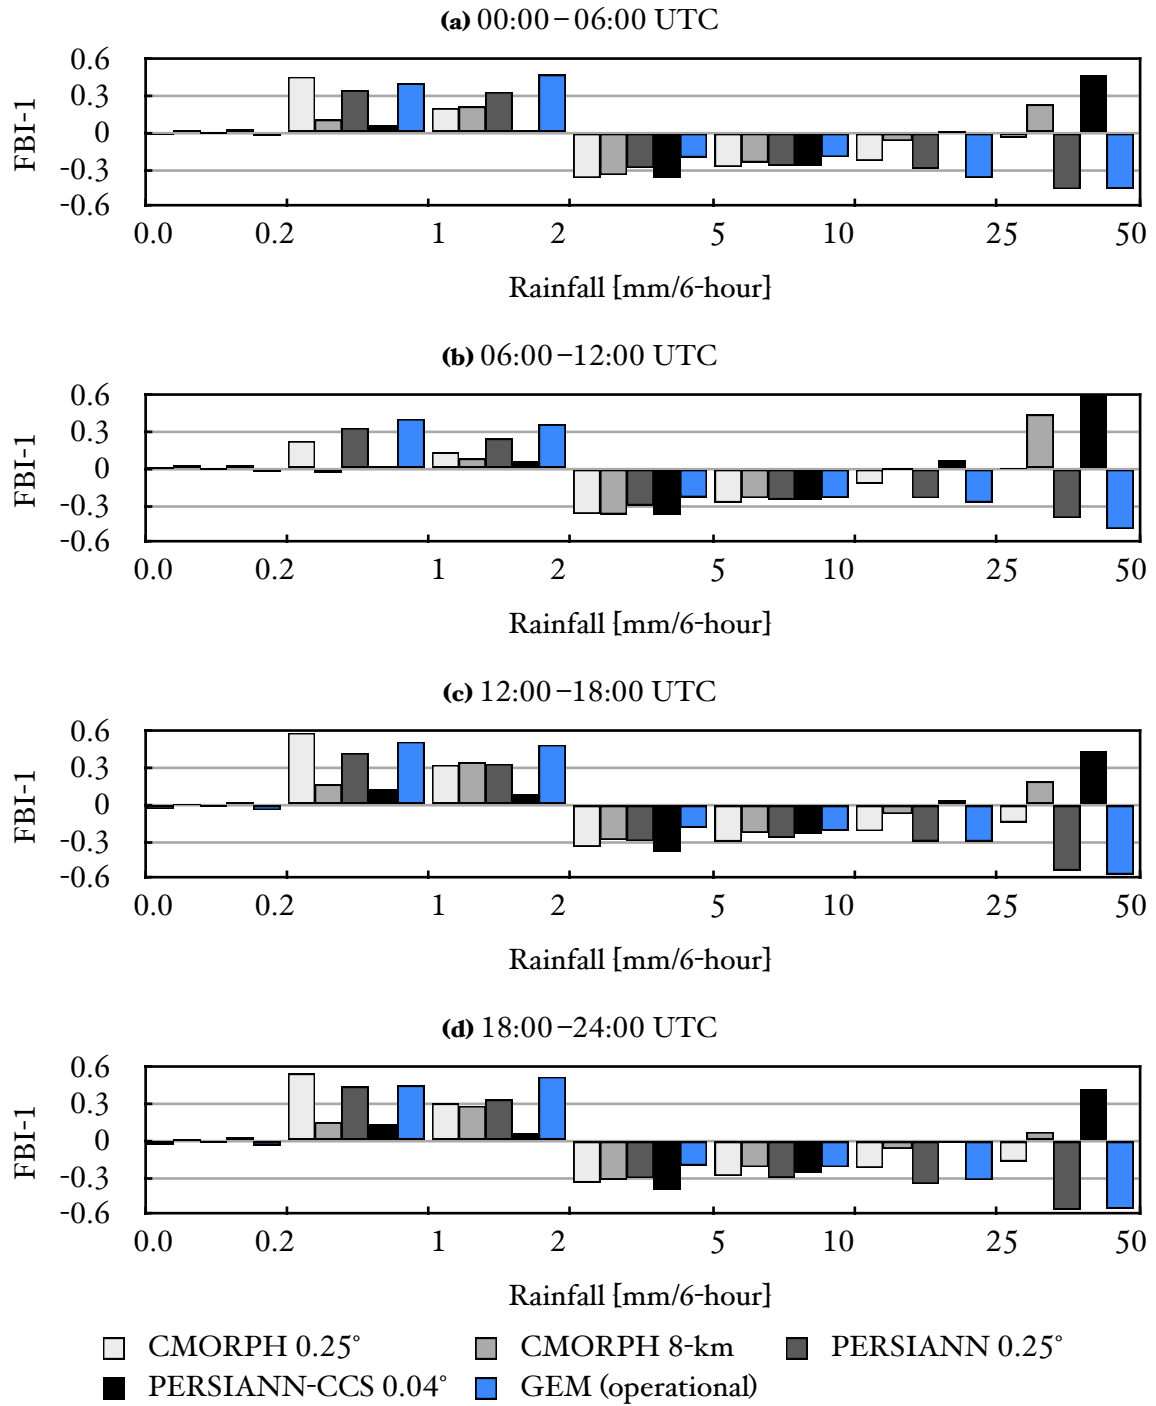 (a) 00:00–06:00 UTC
0.6
0.3
0
-0.3
-0.6
FBI-1
0.0 0.2 1 2 5 10 25 50
Rainfall [mm/6-hour]
(b) 06:00–12:00 UTC
0.6
0.3
0
-0.3
-0.6
FBI-1
0.0 0.2 1 2 5 10 25 50
Rainfall [mm/6-hour]
(c) 12:00–18:00 UTC
0.6
0.3
0
-0.3
-0.6
FBI-1
0.0 0.2 1 2 5 10 25 50
Rainfall [mm/6-hour]
(d) 18:00–24:00 UTC
0.6
0.3
0
-0.3
-0.6
FBI-1
0.0 0.2 1 2 5 10 25 50
Rainfall [mm/6-hour]
CMORPH 0.25° CMORPH 8-km PERSIANN 0.25°
PERSIANN-CCS 0.04° GEM (operational)